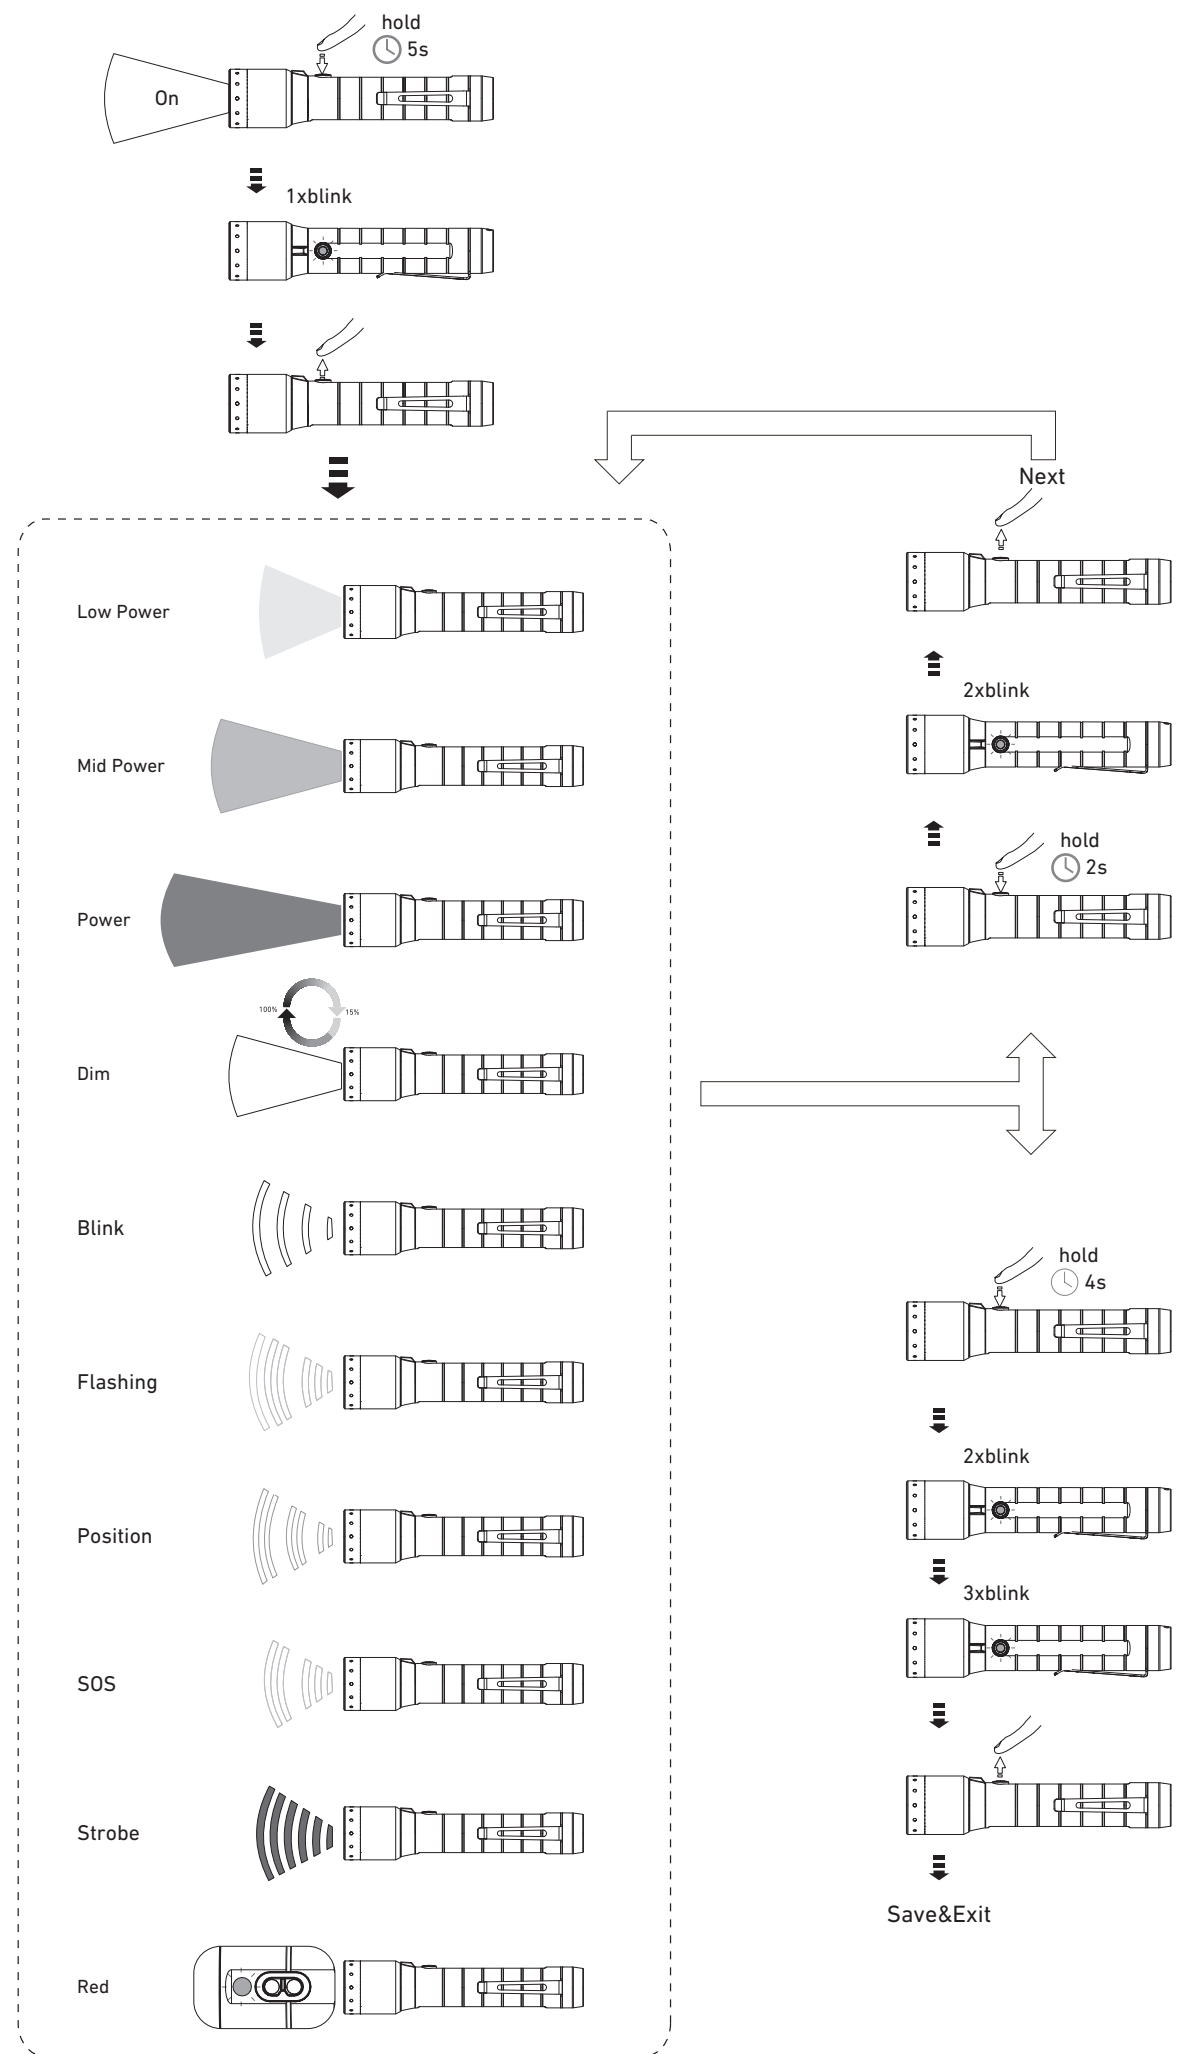 hold
5s
On
1xblink
Next
Low Power
2xblink
Mid Power
hold
2s
Power
100%
15%
Dim
Blink
hold
4s
Flashing
2xblink
Position
3xblink
SOS
Strobe
Save&Exit
Red